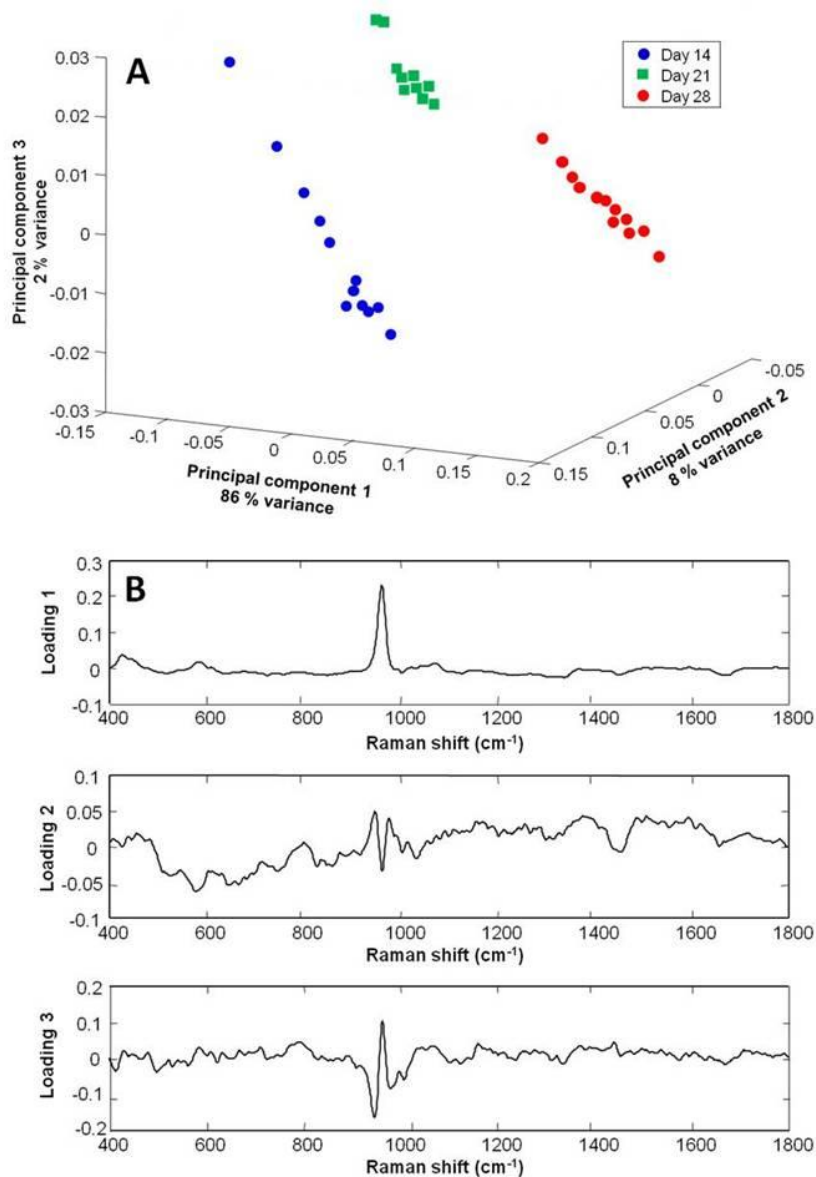 A
Day 14
Day 21
Day 28
0.03
0.02
0.01
0
-0.01
-0.02
-0.03
Principal component 3
2 % variance
-0.15
-0.1
-0.05
0
0.05
0.1
0.15
0.2
Principal component 1
86 % variance
0.15
0.1
0.05
0
-0.05
Principal component 2
8 % variance
B
0.3
0.2
0.1
0
-0.1
Loading 1
400 600 800 1000 1200 1400 1600 1800
Raman shift (cm-1)
0.1
0.05
0
-0.05
-0.1
Loading 2
400 600 800 1000 1200 1400 1600 1800
Raman shift (cm-1)
0.2
0.1
0
-0.1
-0.2
Loading 3
400 600 800 1000 1200 1400 1600 1800
Raman shift (cm-1)